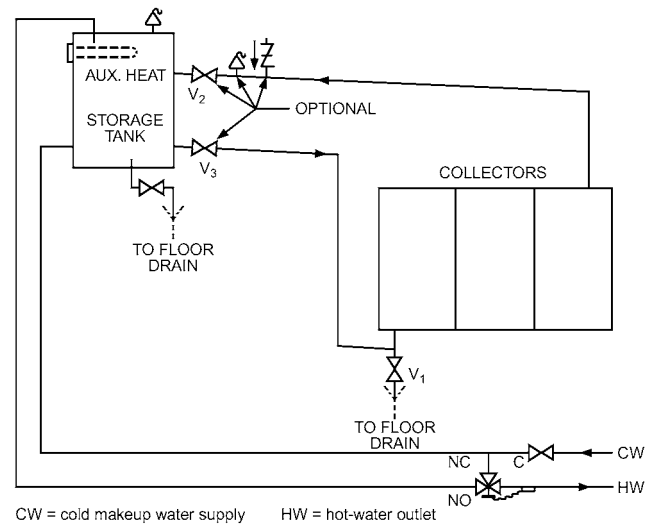 AUX. HEAT
V2
OPTIONAL
STORAGE
TANK
V3
COLLECTORS
TO FLOOR
DRAIN
V1
TO FLOOR
DRAIN
NC
C
CW
NO
HW
CW = cold makeup water supply
HW = hot-water outlet